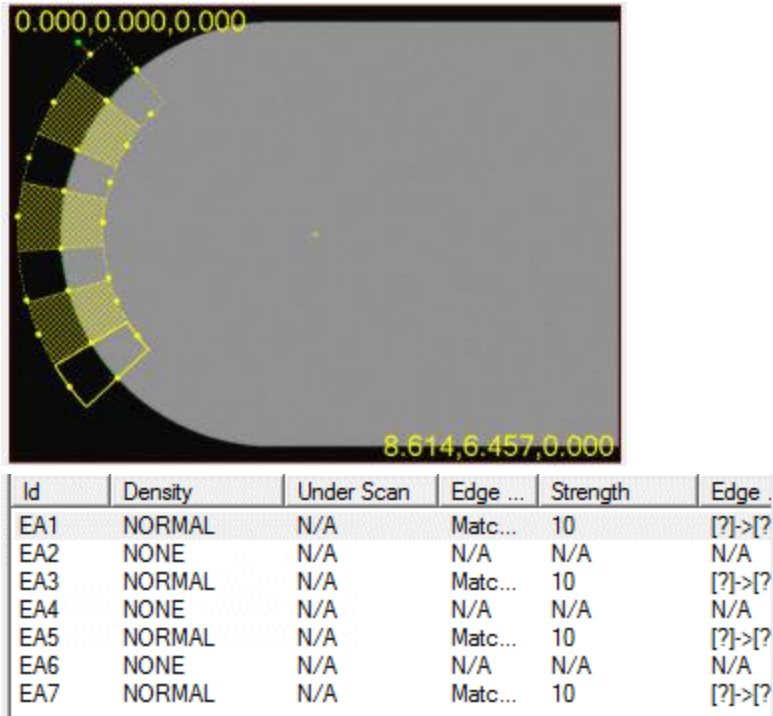 0.000,0.000,0.000
8.614,6.457,0.000
Id Density Under Scan Edge ... Strength Edge .
EA1 NORMAL N/A Matc... 10 [?]->[?
EA2 NONE N/A N/A N/A N/A
EA3 NORMAL N/A Matc... 10 [?]->[?
EA4 NONE N/A N/A N/A N/A
EA5 NORMAL N/A Matc... 10 [?]->[?
EA6 NONE N/A N/A N/A N/A
EA7 NORMAL N/A Matc... 10 [?]->[?